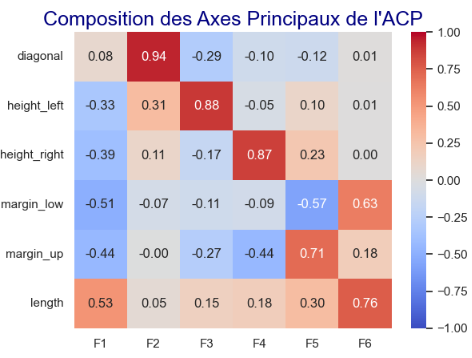 Composition des Axes Principaux de l'ACP
diagonal 0.08 0.94 -0.29 -0.10 -0.12 0.01
height_left -0.33 0.31 0.88 -0.05 0.10 0.01
height_right -0.39 0.11 -0.17 0.87 0.23 0.00
margin_low -0.51 -0.07 -0.11 -0.09 -0.57 0.63
margin_up -0.44 -0.00 -0.27 -0.44 0.71 0.18
length 0.53 0.05 0.15 0.18 0.30 0.76
F1 F2 F3 F4 F5 F6
1.00
0.75
0.50
0.25
0.00
-0.25
-0.50
-0.75
-1.00